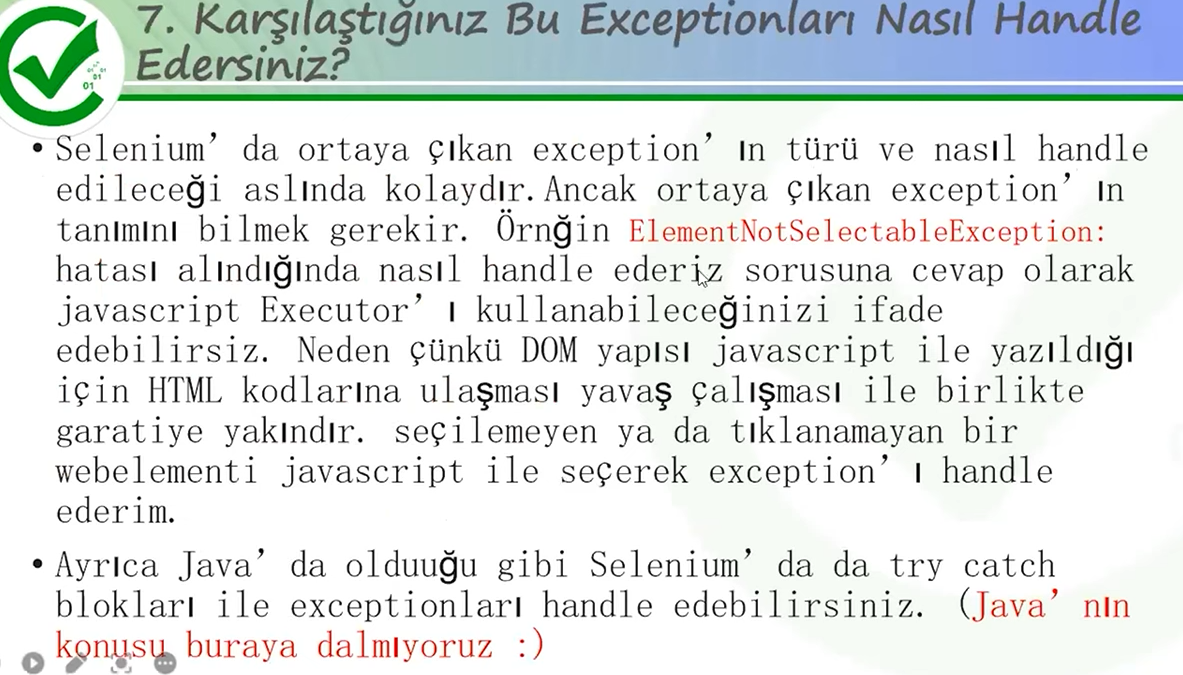 7. Karşılaştığınız Bu Exceptionları Nasıl Handle
Edersiniz?
01 01
01
01
• Selenium’ da ortaya çıkan exception’ ın türü ve nasıl handle
edileceği aslında kolaydır. Ancak ortaya çıkan exception’ ın
tanımını bilmek gerekir. Örnğin ElementNotSelectableException:
hatası alındığında nasıl handle ederiz sorusuna cevap olarak
javascript Executor’ ı kullanabileceğinizi ifade
edebilirsiz. Neden çünkü DOM yapısı javascript ile yazıldığı
için HTML kodlarına ulaşması yavaş çalışması ile birlikte
garatiye yakındır. seçilemeyen ya da tıklanamayan bir
webelementi javascript ile seçerek exception’ ı handle
ederim.
• Ayrıca Java’ da olduuğu gibi Selenium’ da da try catch
blokları ile exceptionları handle edebilirsiniz. (Java’ nın
konusu buraya dalmıyoruz :)